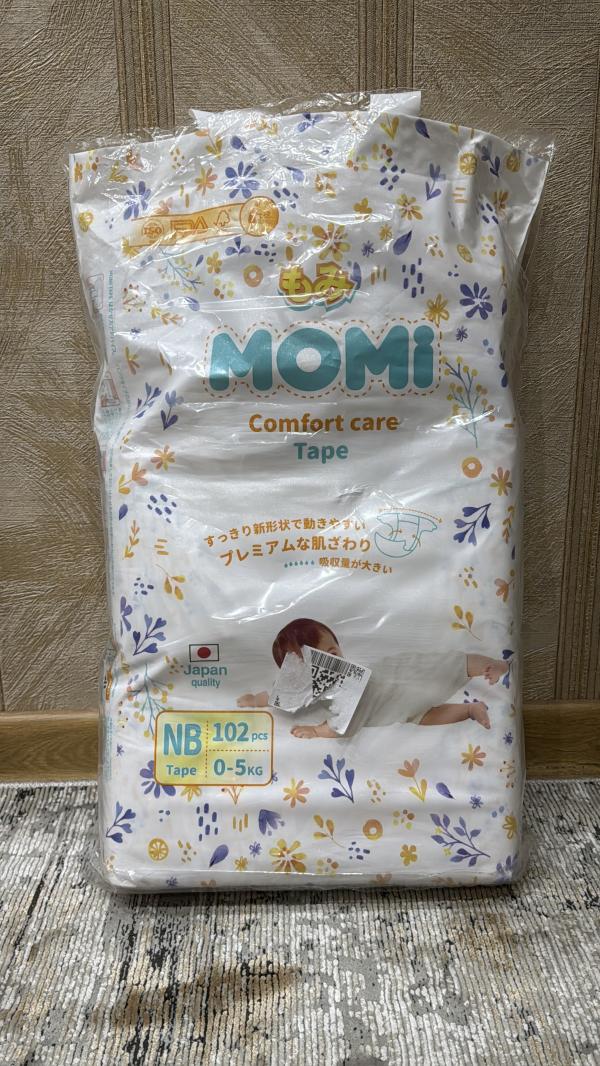 ISO
もみ
MOMi
Comfort care
Tape
すっきり新形状で動きやすい
プレミアムな肌ざわり
吸収量が大きい
Japan
quality
NB
102 pcs
Tape
0-5KG